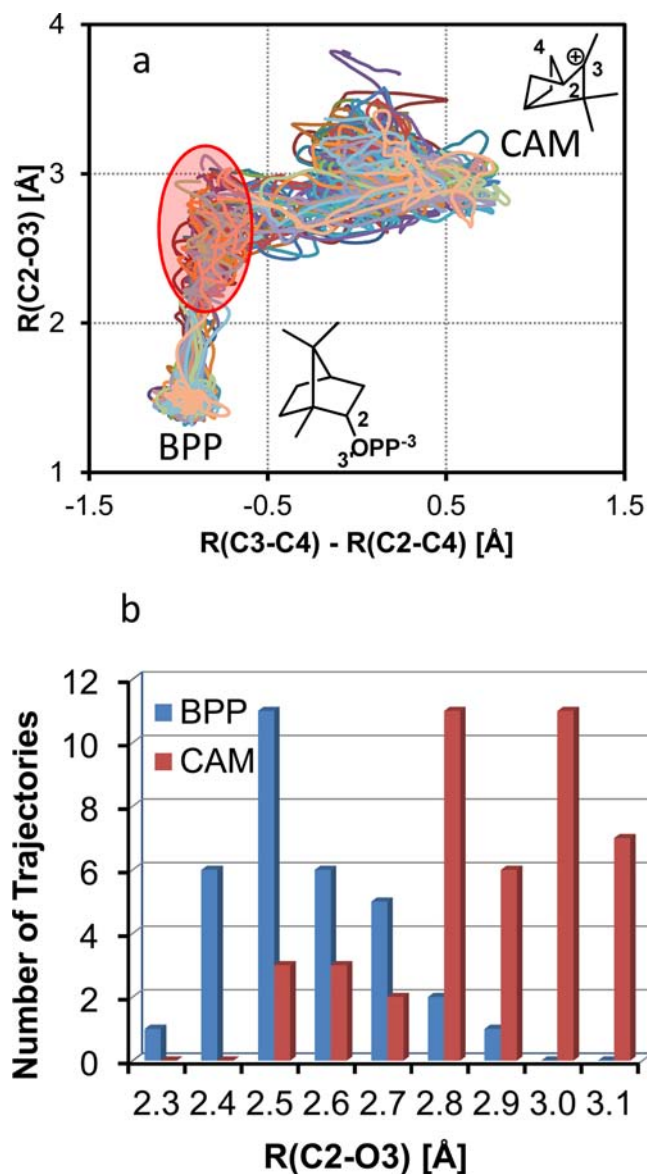 a
4
3
2
1
R(C2-O3) [Å]
4
⊕
3
2
CAM
2
3'OPP-3
BPP
-1.5
-0.5
0.5
1.5
R(C3-C4) - R(C2-C4) [Å]
b
12
10
8
6
4
2
0
Number of Trajectories
BPP
CAM
2.3 2.4 2.5 2.6 2.7 2.8 2.9 3.0 3.1
R(C2-O3) [Å]